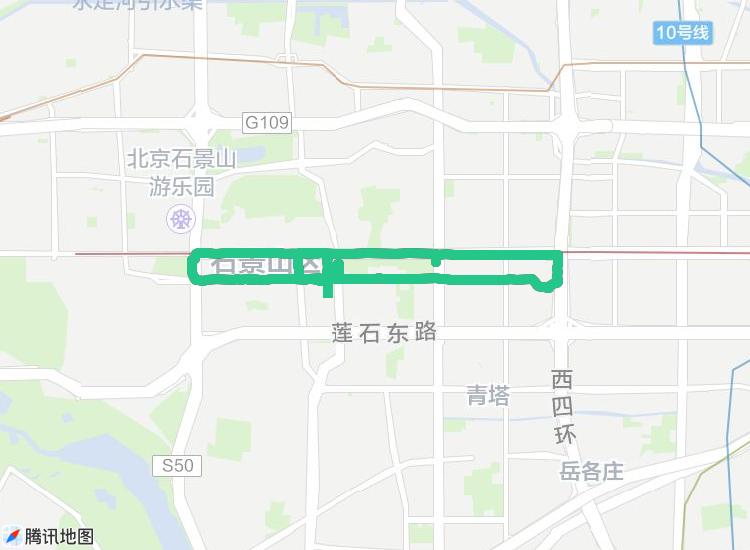 永定河引水渠
10号线
G109
北京石景山
游乐园
石景山区
莲石东路
青塔
西四环
S50
岳各庄
腾讯地图